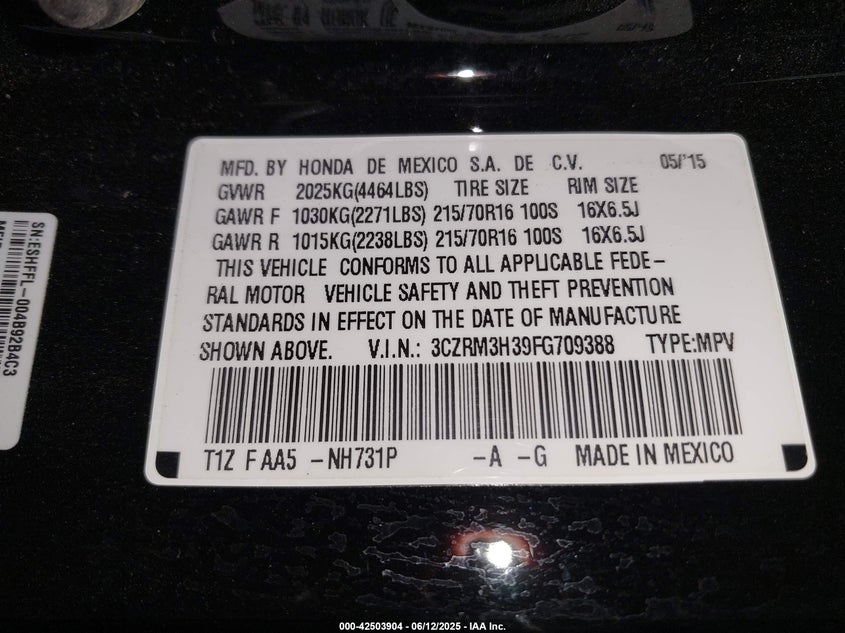 MFD. BY HONDA DE MEXICO S.A. DE C.V. 05/'15
GVWR 2025KG(4464LBS) TIRE SIZE RIM SIZE
GAWR F 1030KG(2271LBS) 215/70R16 100S 16X6.5J
GAWR R 1015KG(2238LBS) 215/70R16 100S 16X6.5J
THIS VEHICLE CONFORMS TO ALL APPLICABLE FEDE-
RAL MOTOR VEHICLE SAFETY AND THEFT PREVENTION
STANDARDS IN EFFECT ON THE DATE OF MANUFACTURE
SHOWN ABOVE. V.I.N.: 3CZRM3H39FG709388 TYPE:MPV
T1Z FAA5 -NH731P -A -G MADE IN MEXICO
SN:ESHFFL-004B92B4C3
000-42503904 - 06/12/2025 - IAA Inc.